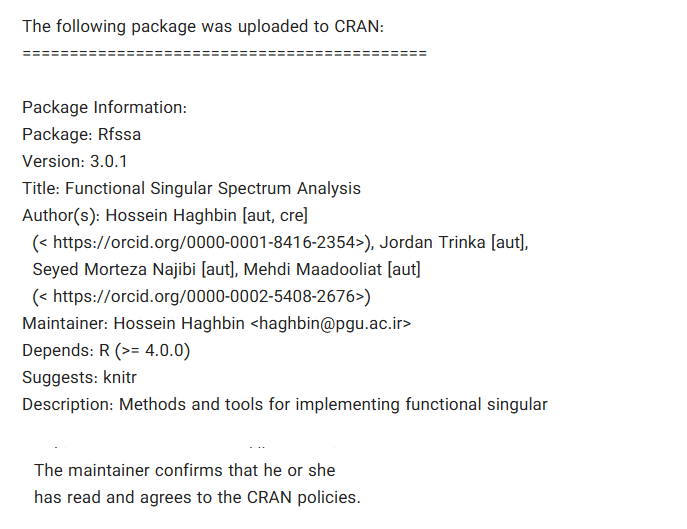 The following package was uploaded to CRAN:
===========================================
Package Information:
Package: Rfssa
Version: 3.0.1
Title: Functional Singular Spectrum Analysis
Author(s): Hossein Haghbin [aut, cre]
(< https://orcid.org/0000-0001-8416-2354>), Jordan Trinka [aut],
Seyed Morteza Najibi [aut], Mehdi Maadooliat [aut]
(< https://orcid.org/0000-0002-5408-2676>)
Maintainer: Hossein Haghbin <haghbin@pgu.ac.ir>
Depends: R (>= 4.0.0)
Suggests: knitr
Description: Methods and tools for implementing functional singular
The maintainer confirms that he or she
has read and agrees to the CRAN policies.